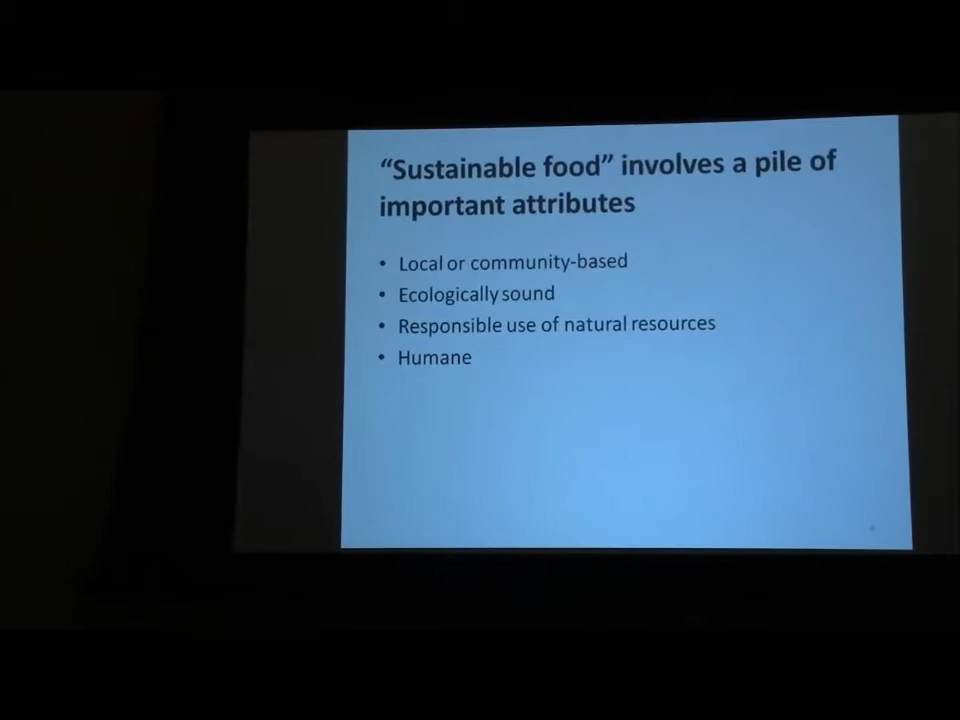 “Sustainable food” involves a pile of
important attributes
• Local or community-based
• Ecologically sound
• Responsible use of natural resources
• Humane